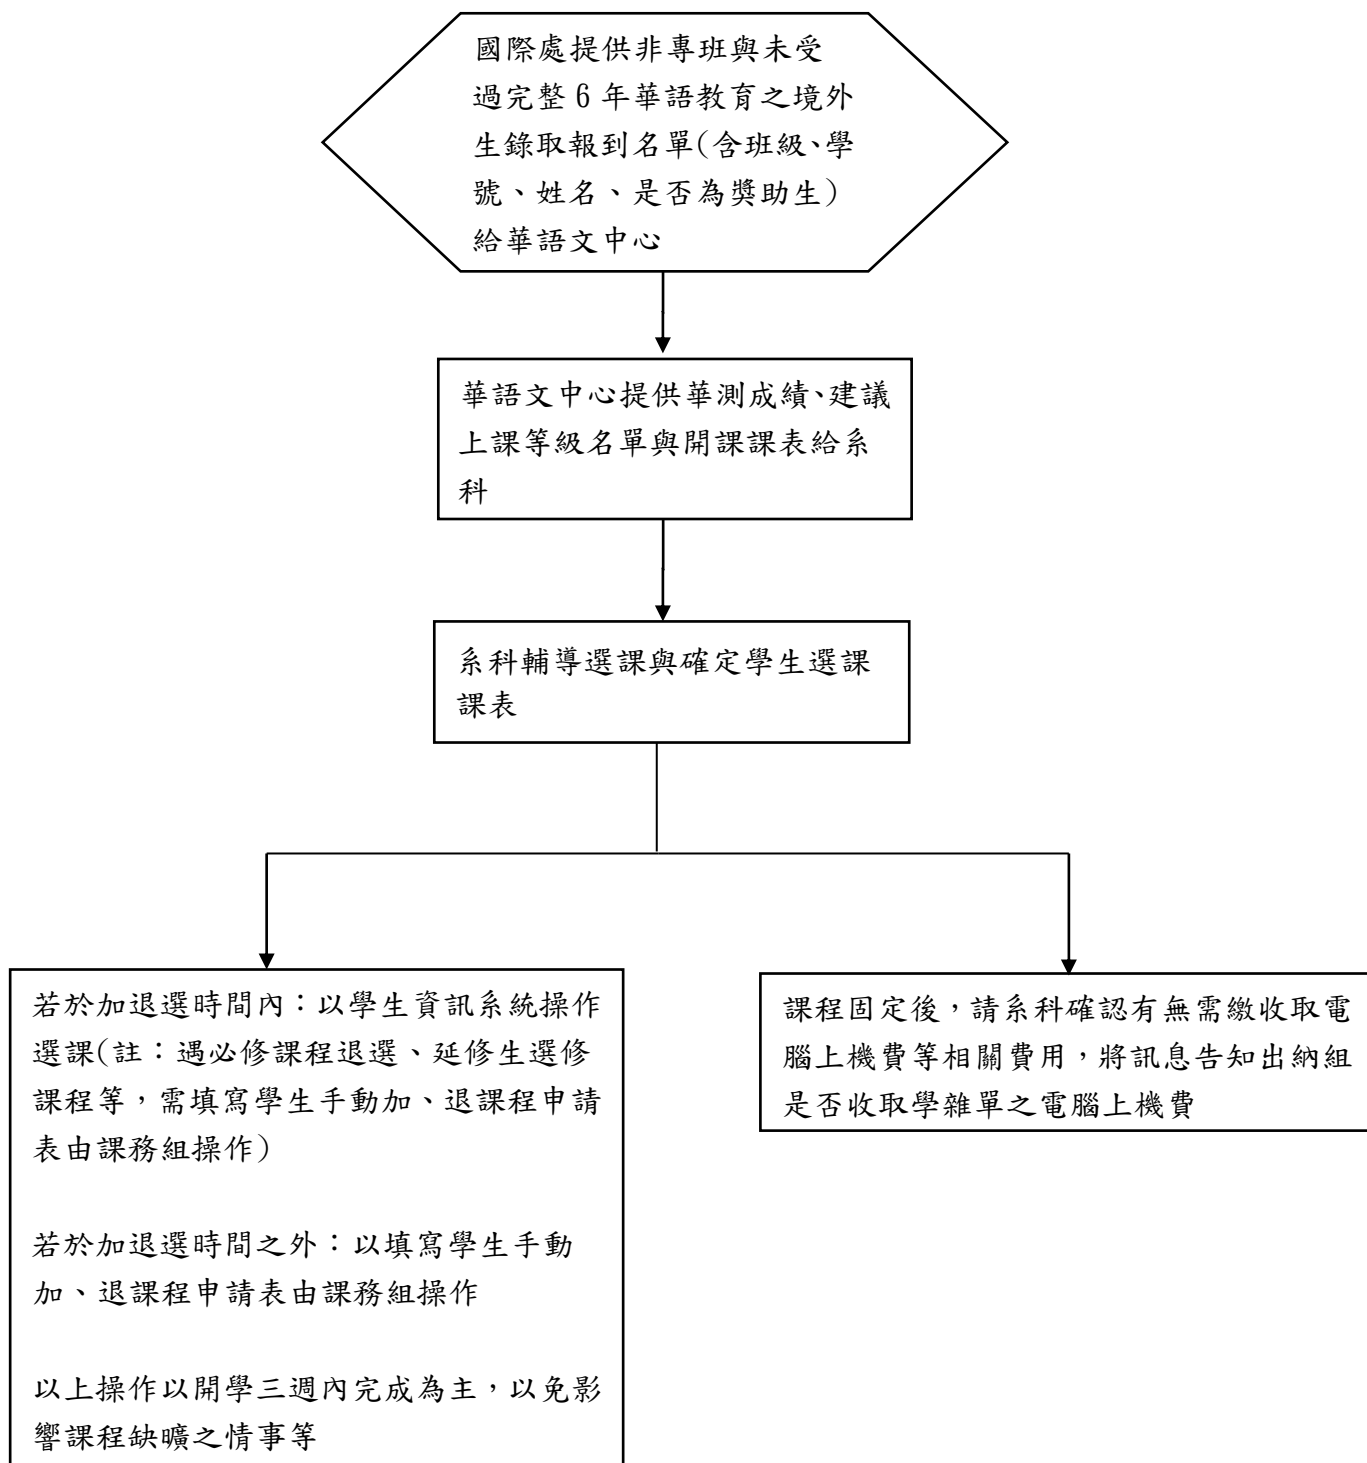 國際處提供非專班與未受
過完整 6 年華語教育之境外
生錄取報到名單(含班級、學
號、姓名、是否為獎助生)
給華語文中心
華語文中心提供華測成績、建議
上課等級名單與開課課表給系
科
系科輔導選課與確定學生選課
課表
若於加退選時間內：以學生資訊系統操作
選課(註：遇必修課程退選、延修生選修
課程等，需填寫學生手動加、退課程申請
表由課務組操作)
若於加退選時間之外：以填寫學生手動
加、退課程申請表由課務組操作
以上操作以開學三週內完成為主，以免影
響課程缺曠之情事等
課程固定後，請系科確認有無需繳收取電
腦上機費等相關費用，將訊息告知出納組
是否收取學雜單之電腦上機費